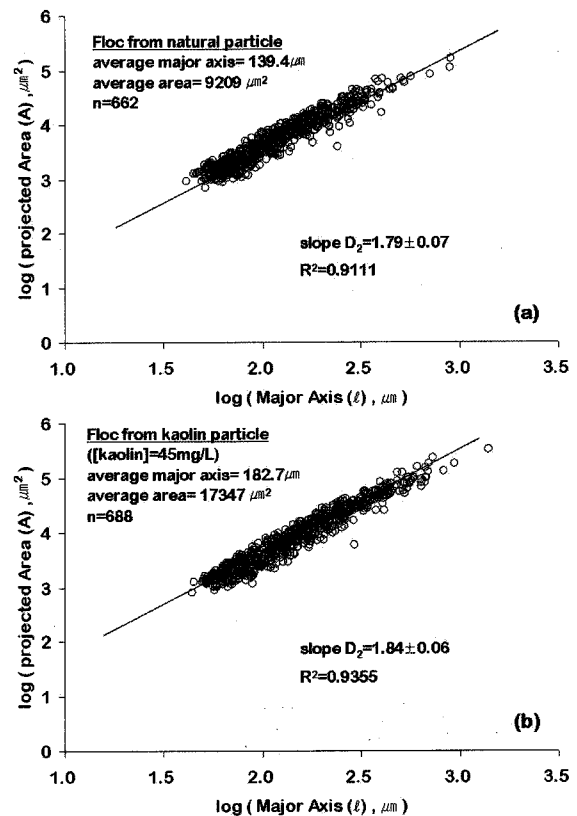 6
5
4
3
2
1
0
log ( projected Area (A) ,㎛²)
Floc from natural particle
average major axis= 139.4㎛
average area= 9209 ㎛²
n=662
slope D₂=1.79±0.07
R²=0.9111
(a)
1.0 1.5 2.0 2.5 3.0 3.5
log ( Major Axis (ℓ) , ㎛ )
6
5
4
3
2
1
0
log ( projected Area (A) ,㎛²)
Floc from kaolin particle
([kaolin]=45mg/L)
average major axis= 182.7㎛
average area= 17347 ㎛²
n=688
slope D₂=1.84±0.06
R²=0.9355
(b)
1.0 1.5 2.0 2.5 3.0 3.5
log ( Major Axis (ℓ) , ㎛ )